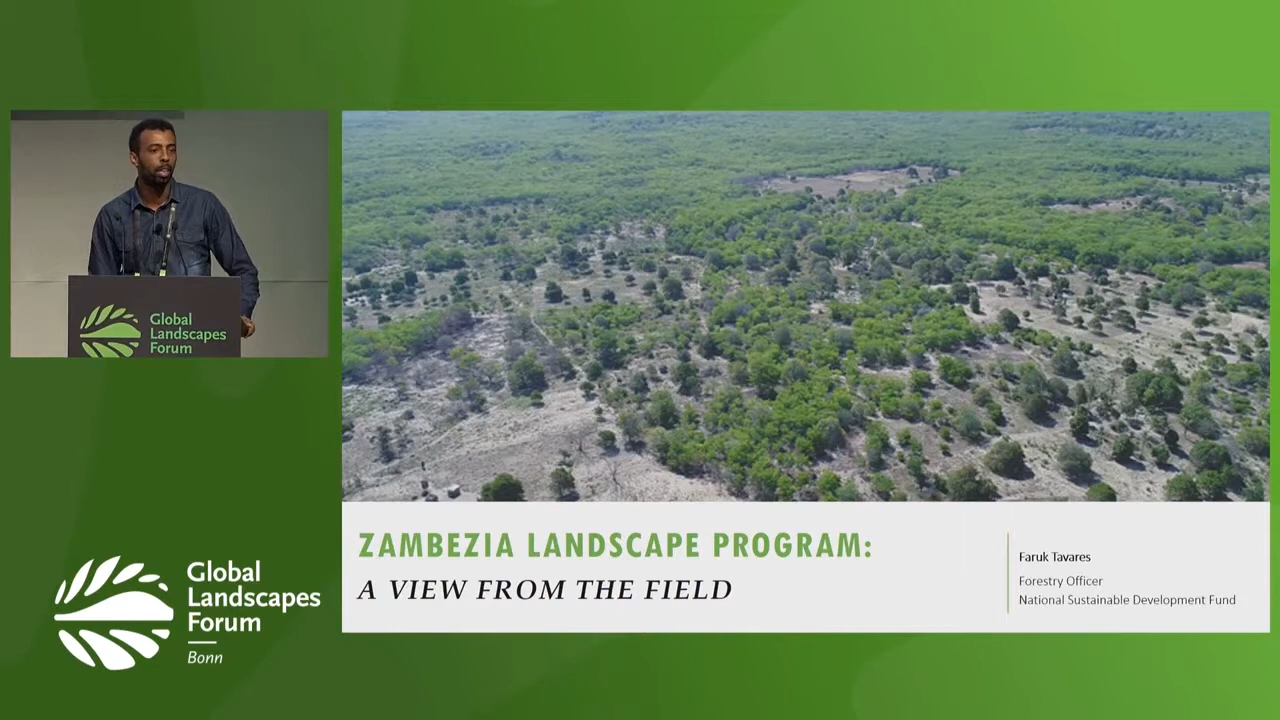 Global
Landscapes
Forum
Global
Landscapes
Forum
Bonn
ZAMBEZIA LANDSCAPE PROGRAM:
A VIEW FROM THE FIELD
Faruk Tavares
Forestry Officer
National Sustainable Development Fund